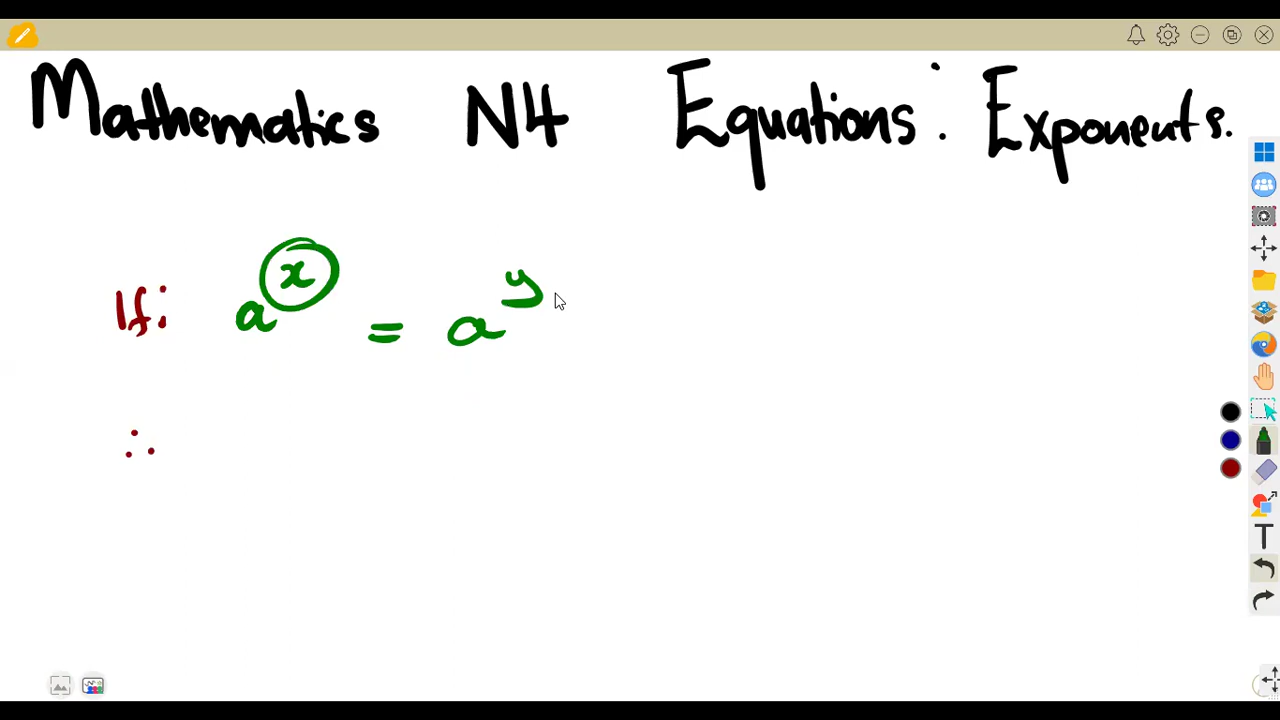 Mathematics N4 Equations: Exponents.
If: a^x = a^y
∴